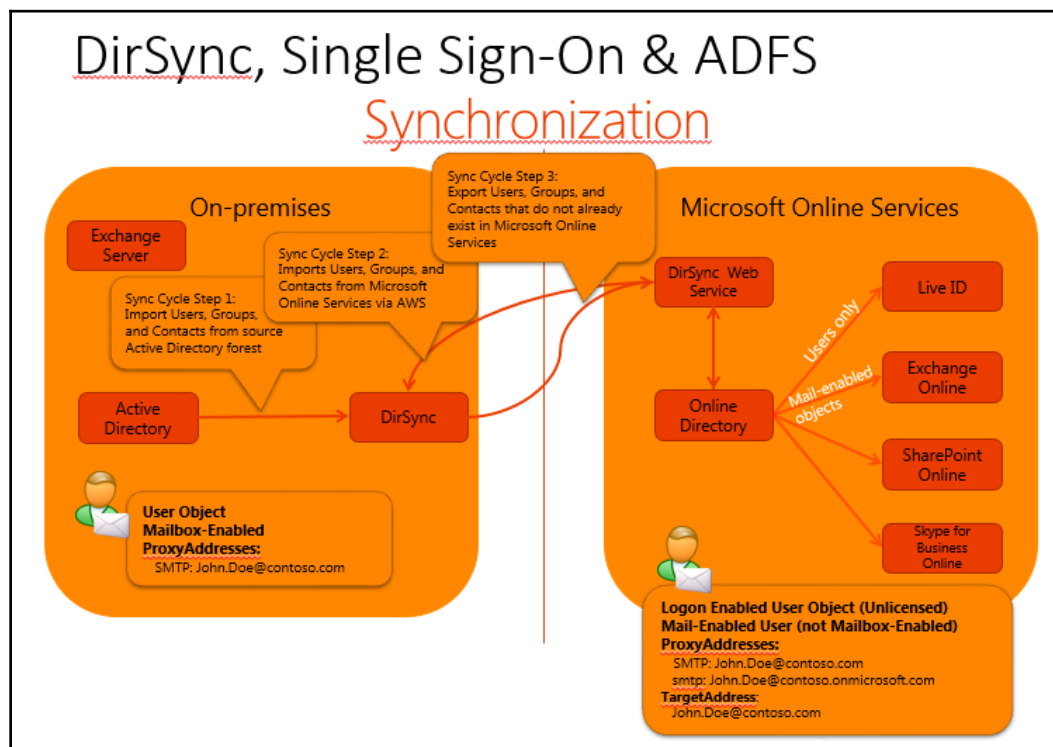 DirSync, Single Sign-On & ADFS
Synchronization
On-premises
Exchange
Server
Sync Cycle Step 1:
Import Users, Groups,
and Contacts from source
Active Directory forest
Sync Cycle Step 2:
Imports Users, Groups, and
Contacts from Microsoft
Online Services via AWS
Sync Cycle Step 3:
Export Users, Groups, and
Contacts that do not already
exist in Microsoft Online
Services
Active
Directory
DirSync
User Object
Mailbox-Enabled
ProxyAddresses:
SMTP: John.Doe@contoso.com
Microsoft Online Services
DirSync Web
Service
Online
Directory
Users only
Mail-enabled
objects
Live ID
Exchange
Online
SharePoint
Online
Skype for
Business
Online
Logon Enabled User Object (Unlicensed)
Mail-Enabled User (not Mailbox-Enabled)
ProxyAddresses:
SMTP: John.Doe@contoso.com
smtp: John.Doe@contoso.onmicrosoft.com
TargetAddress:
John.Doe@contoso.com